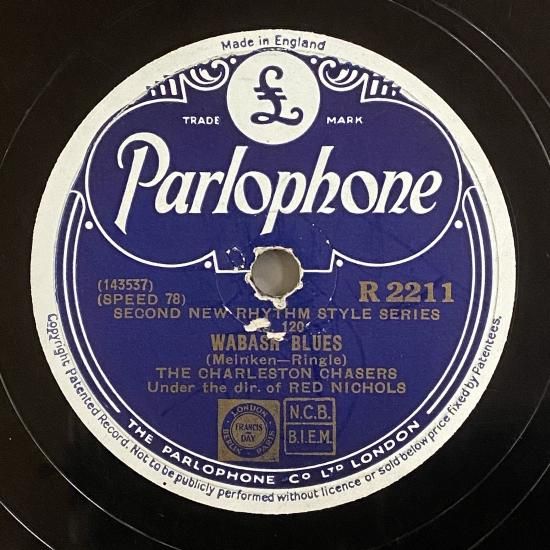 Made in England
£
TRADE MARK
Parlophone
(143537)
(SPEED 78)
R 2211
SECOND NEW RHYTHM STYLE SERIES
120
WABASH BLUES
(Meinken—Ringle)
THE CHARLESTON CHASERS
Under the dir. of RED NICHOLS
LONDON
FRANCIS
DAY
BERLIN PARIS
N.C.B.
B.I.E.M.
THE PARLOPHONE CO LTD LONDON
Copyright Patented Record. Not to be publicly performed without licence or sold below price fixed by Patentees.